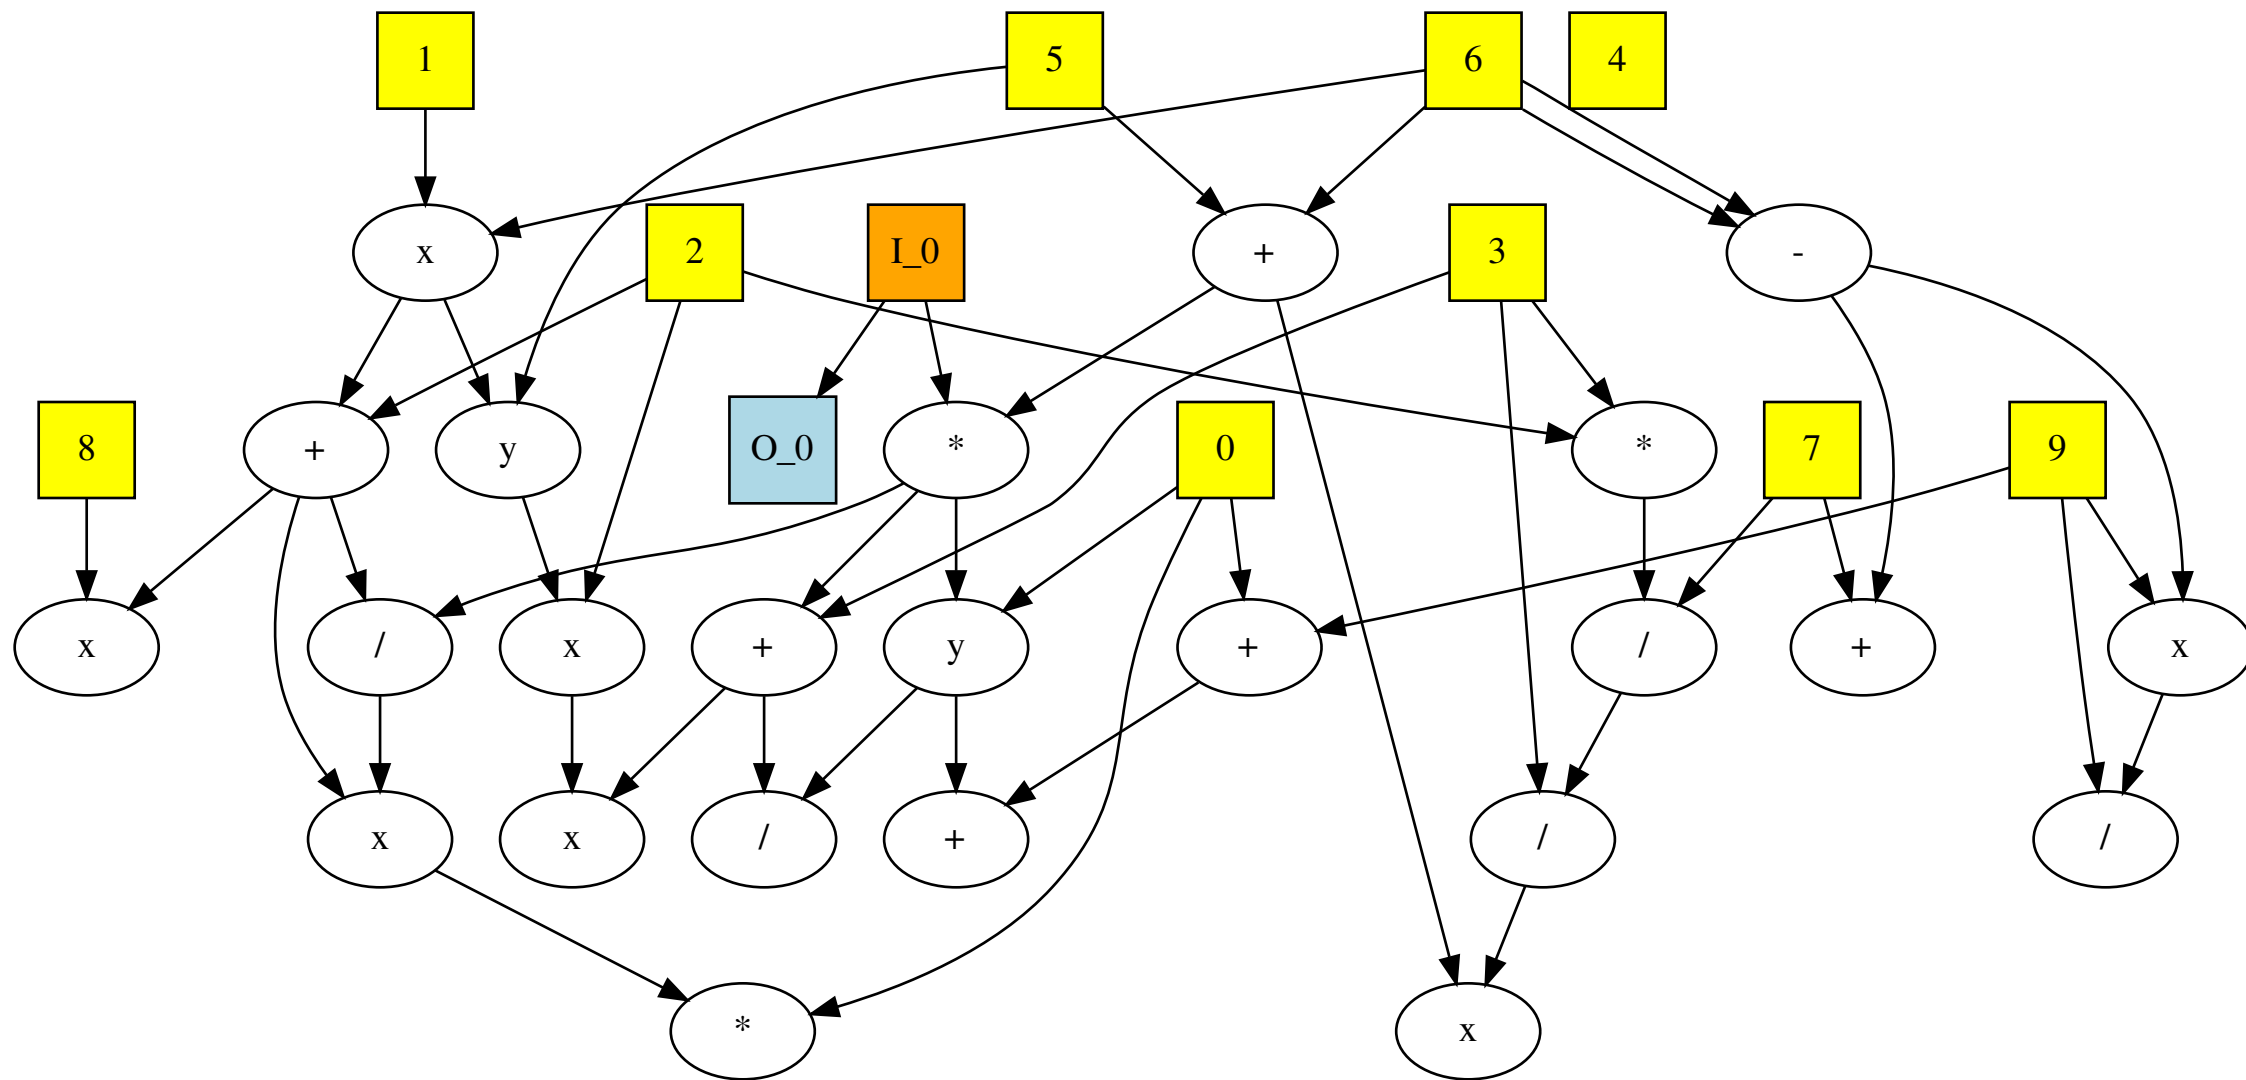 1 5 6 4
x 2 I_0 + 3 -
8 + y O_0 * 0 * 7 9
x / x + y + / + x
x x / + / /
* x